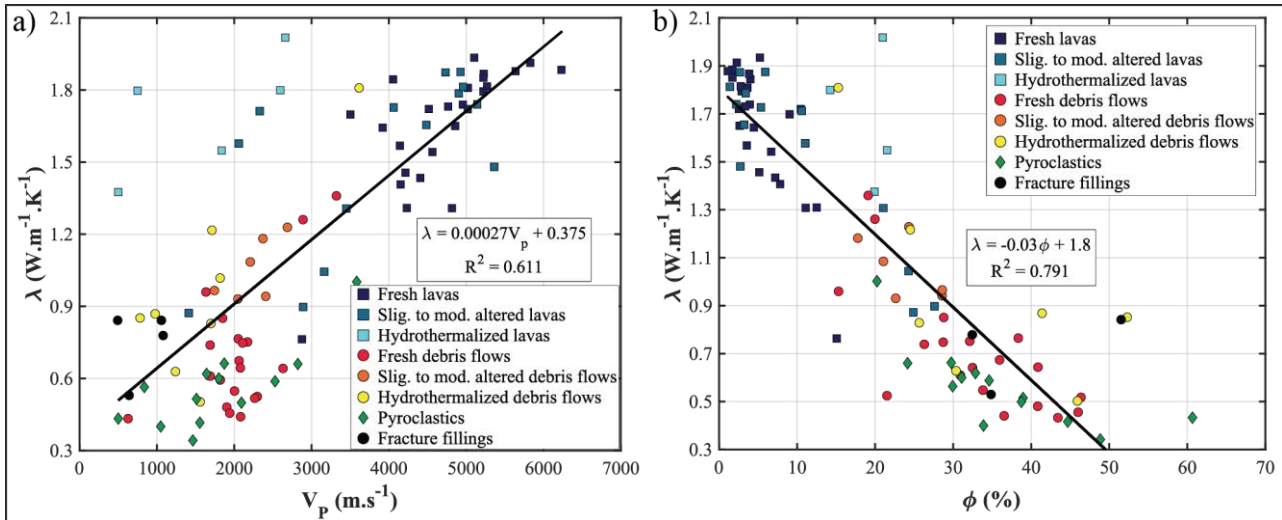 a)
2.1
1.8
1.5
1.2
0.9
0.6
0.3
λ (W.m⁻¹.K⁻¹)
λ = 0.00027Vₚ + 0.375
R² = 0.611
Fresh lavas
Slig. to mod. altered lavas
Hydrothermalized lavas
Fresh debris flows
Slig. to mod. altered debris flows
Hydrothermalized debris flows
Pyroclastics
Fracture fillings
0 1000 2000 3000 4000 5000 6000 7000
V_P (m.s⁻¹)
b)
2.1
1.9
1.7
1.5
1.3
1.1
0.9
0.7
0.5
0.3
λ (W.m⁻¹.K⁻¹)
Fresh lavas
Slig. to mod. altered lavas
Hydrothermalized lavas
Fresh debris flows
Slig. to mod. altered debris flows
Hydrothermalized debris flows
Pyroclastics
Fracture fillings
λ = -0.03ϕ + 1.8
R² = 0.791
0 10 20 30 40 50 60 70
ϕ (%)